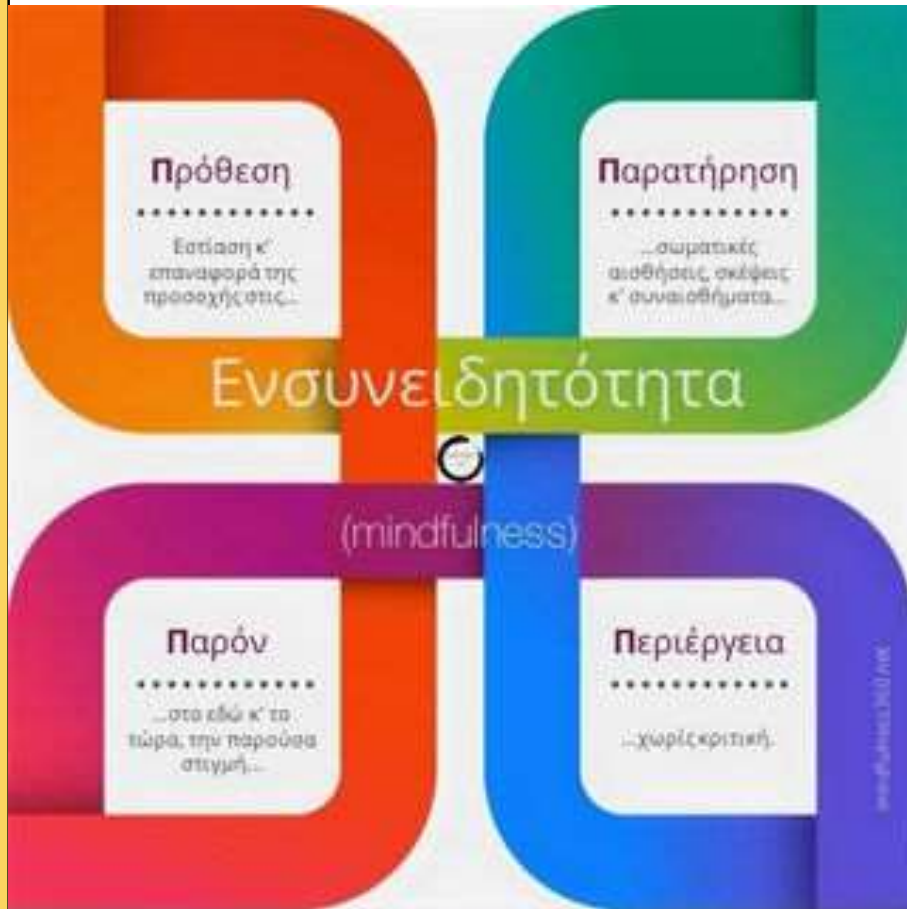 Πρόθεση
Εστίαση κ'
επαναφορά της
προσοχής στις...
Παρατήρηση
...σωματικές
αισθήσεις, σκέψεις
κ' συναισθήματα...
Ενσυνειδητότητα
(mindfulness)
Παρόν
...στο εδώ κ' το
τώρα, την παρούσα
στιγμή...
Περιέργεια
...χωρίς κριτική.